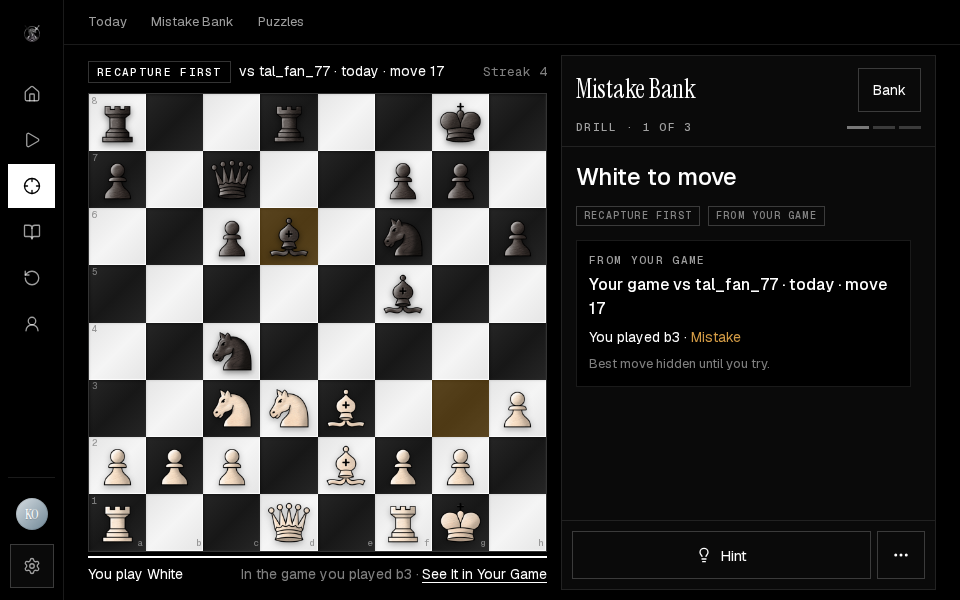 Today Mistake Bank Puzzles
RECAPTURE FIRST vs tal_fan_77 · today · move 17 Streak 4
8
7
6
5
4
3
2
1
a b c d e f g h
You play White In the game you played b3 · See It in Your Game
Mistake Bank
Bank
DRILL · 1 OF 3
White to move
RECAPTURE FIRST FROM YOUR GAME
FROM YOUR GAME
Your game vs tal_fan_77 · today · move
17
You played b3 · Mistake
Best move hidden until you try.
Hint
KO